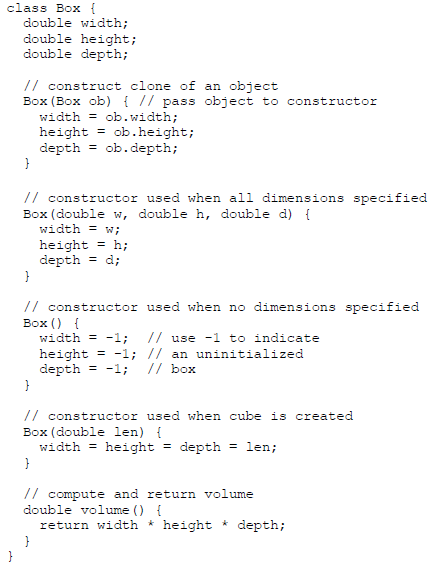 class Box {
  double width;
  double height;
  double depth;

  // construct clone of an object
  Box(Box ob) { // pass object to constructor
    width = ob.width;
    height = ob.height;
    depth = ob.depth;
  }

  // constructor used when all dimensions specified
  Box(double w, double h, double d) {
    width = w;
    height = h;
    depth = d;
  }

  // constructor used when no dimensions specified
  Box() {
    width = -1;  // use -1 to indicate
    height = -1; // an uninitialized
    depth = -1;  // box
  }

  // constructor used when cube is created
  Box(double len) {
    width = height = depth = len;
  }

  // compute and return volume
  double volume() {
    return width * height * depth;
  }
}